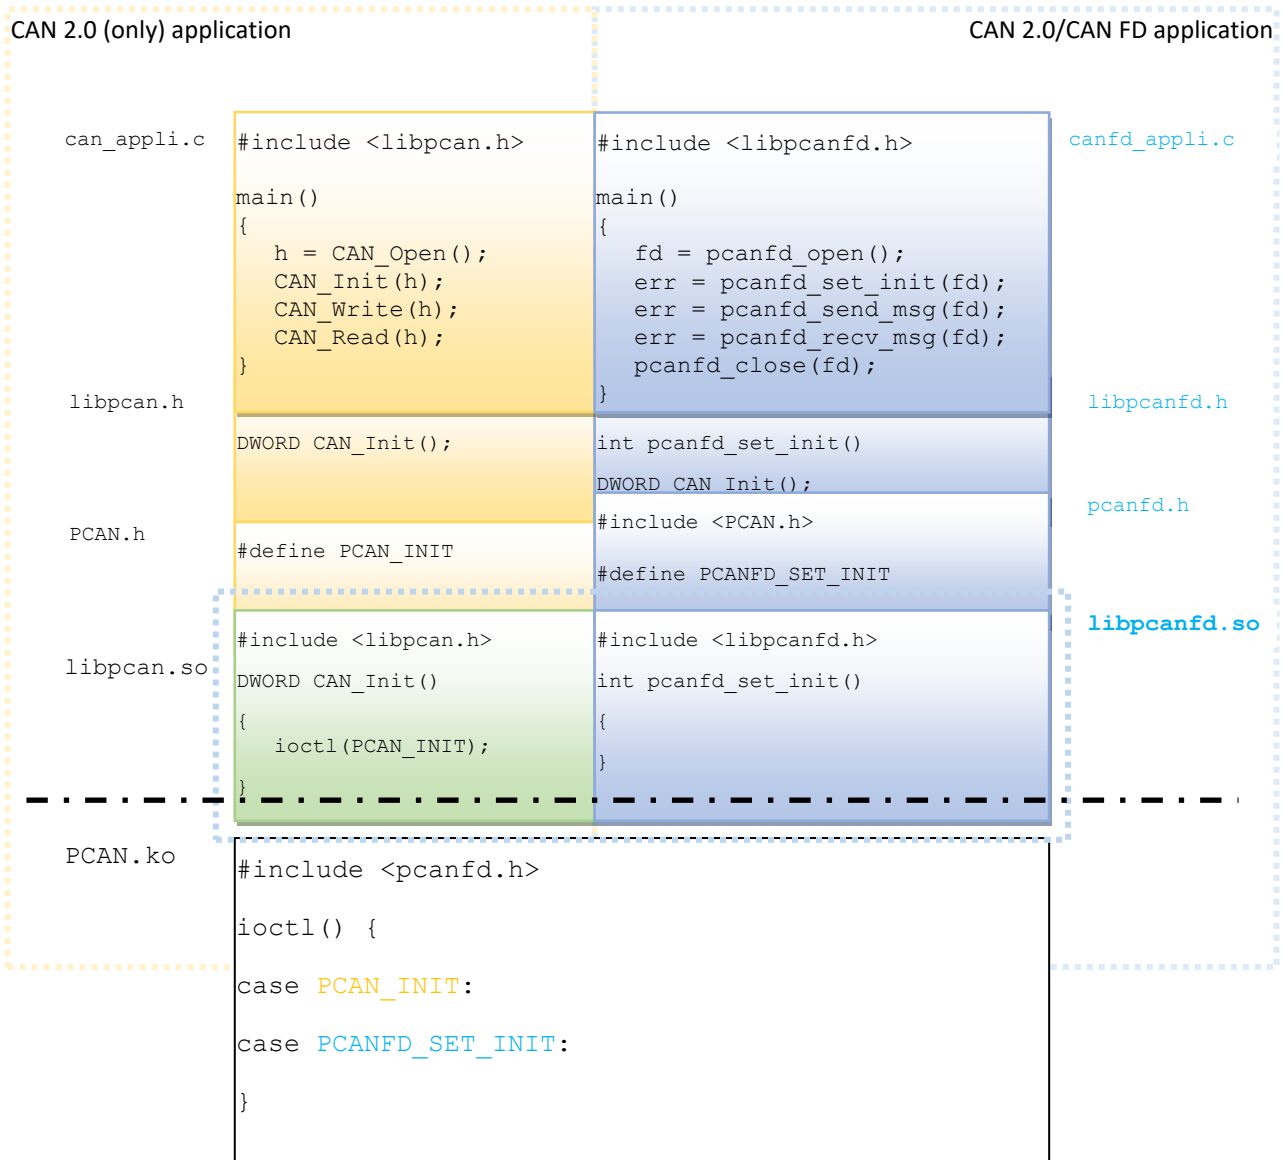 CAN 2.0 (only) application
CAN 2.0/CAN FD application
can_appli.c
#include <libpcan.h>
main()
{
h = CAN_Open();
CAN_Init(h);
CAN_Write(h);
CAN_Read(h);
}
#include <libpcanfd.h>
main()
{
fd = pcanfd_open();
err = pcanfd_set_init(fd);
err = pcanfd_send_msg(fd);
err = pcanfd_recv_msg(fd);
pcanfd_close(fd);
}
canfd_appli.c
libpcan.h
DWORD CAN_Init();
int pcanfd_set_init()
DWORD CAN_Init();
libpcanfd.h
PCAN.h
#define PCAN_INIT
#include <PCAN.h>
#define PCANFD_SET_INIT
pcanfd.h
libpcan.so
#include <libpcan.h>
DWORD CAN_Init()
{
ioctl(PCAN_INIT);
}
#include <libpcanfd.h>
int pcanfd_set_init()
{
}
libpcanfd.so
PCAN.ko
#include <pcanfd.h>
ioctl() {
case PCAN_INIT:
case PCANFD_SET_INIT:
}